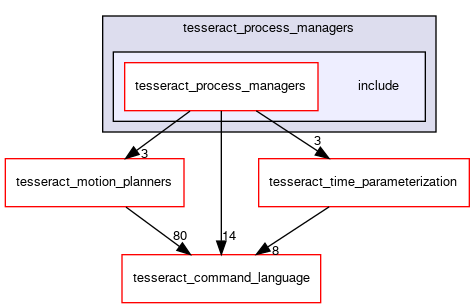 tesseract_process_managers
tesseract_process_managers
include
3
3
tesseract_motion_planners
tesseract_time_parameterization
80
14
8
tesseract_command_language